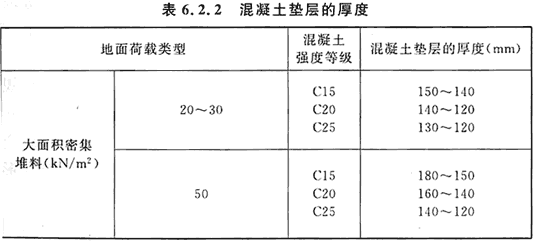 表 6.2.2 混凝土垫层的厚度
地面荷载类型
混凝土
强度等级
混凝土垫层的厚度(mm)
大面积密集
堆料(kN/m²)
20～30
C15 150～140
C20 140～120
C25 130～120
50
C15 180～150
C20 160～140
C25 140～120